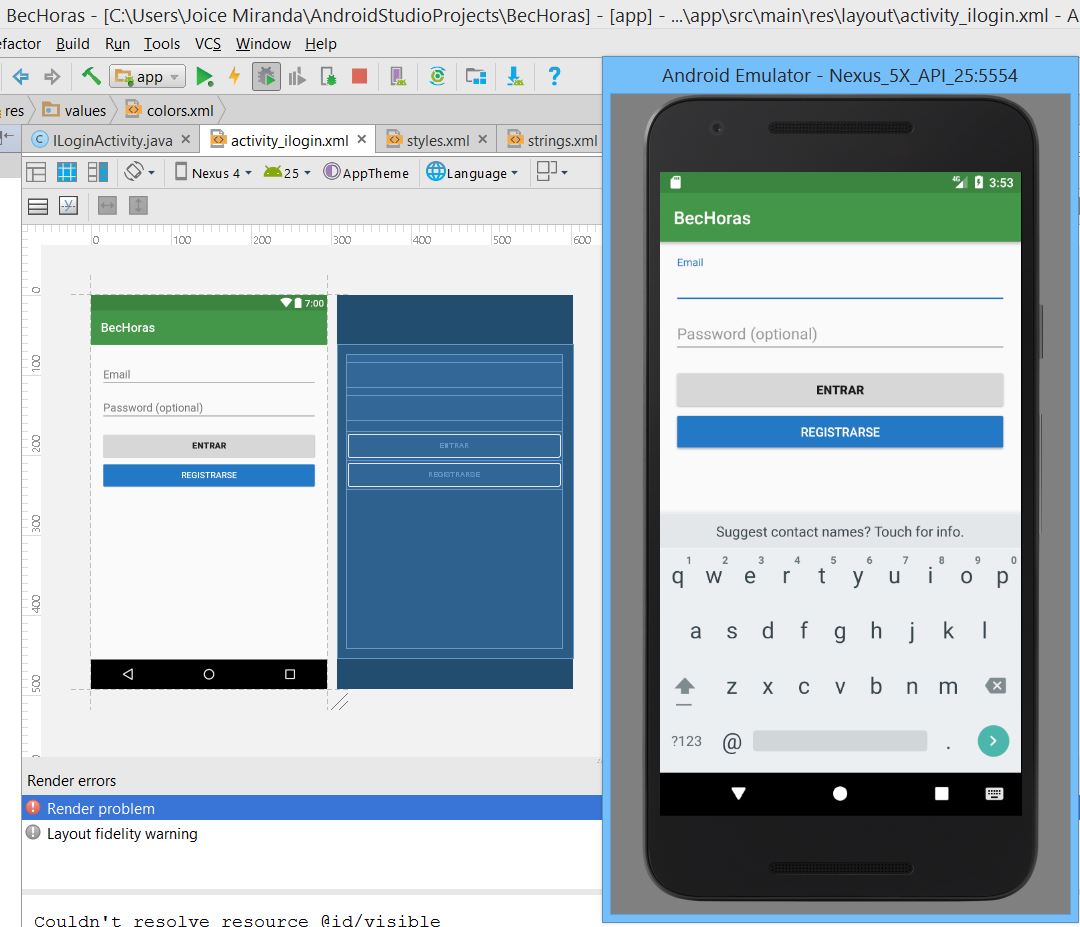 BecHoras - [C:\Users\Joice Miranda\AndroidStudioProjects\BecHoras] - [app] - ...\app\src\main\res\layout\activity_ilogin.xml - A
efactor Build Run Tools VCS Window Help
app
res values colors.xml
ILoginActivity.java activity_ilogin.xml styles.xml strings.xml
Nexus 4 25 AppTheme Language
0 100 200 300 400 500 600
0
100
200
300
400
500
7:00
BecHoras
Email
Password (optional)
ENTRAR
REGISTRARSE
ENTRAR
REGISTRARSE
Render errors
Render problem
Layout fidelity warning
Couldn't resolve resource @id/visible
Android Emulator - Nexus_5X_API_25:5554
4G 3:53
BecHoras
Email
Password (optional)
ENTRAR
REGISTRARSE
Suggest contact names? Touch for info.
1 2 3 4 5 6 7 8 9 0
q w e r t y u i o p
a s d f g h j k l
z x c v b n m
?123 @ .